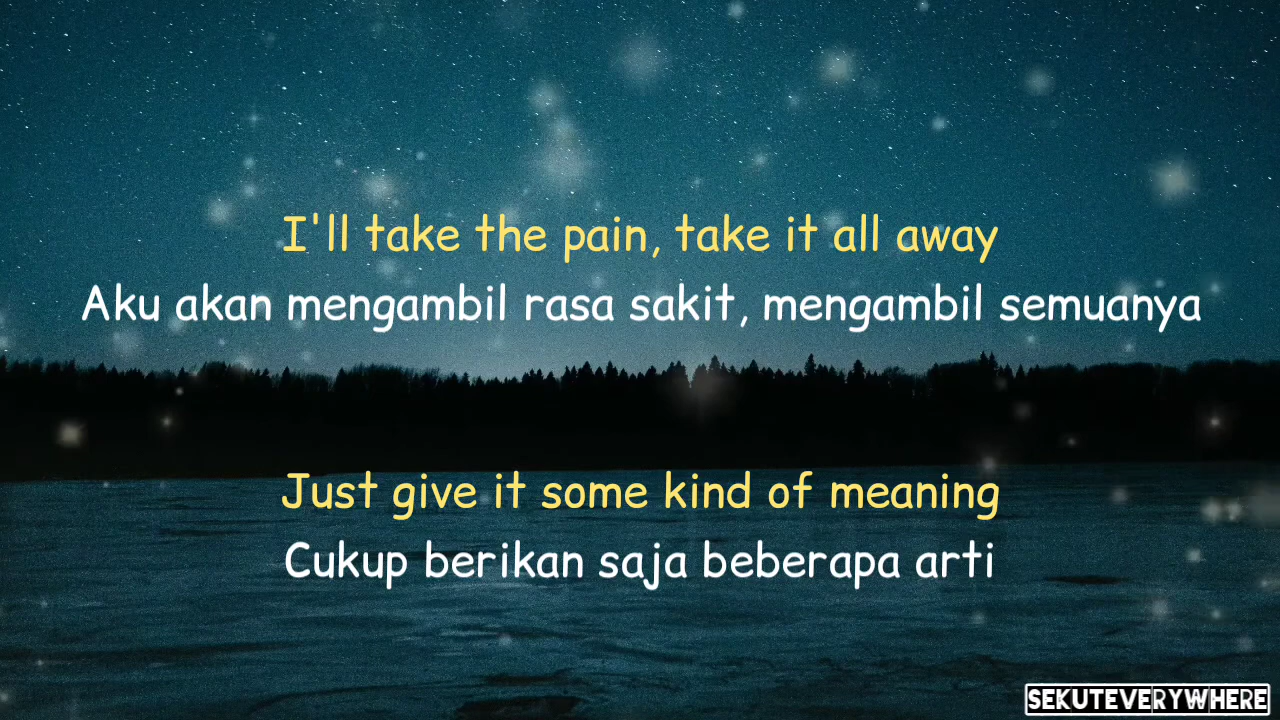 I'll take the pain, take it all away
Aku akan mengambil rasa sakit, mengambil semuanya
Just give it some kind of meaning
Cukup berikan saja beberapa arti
SEKUTEVERYWHERE